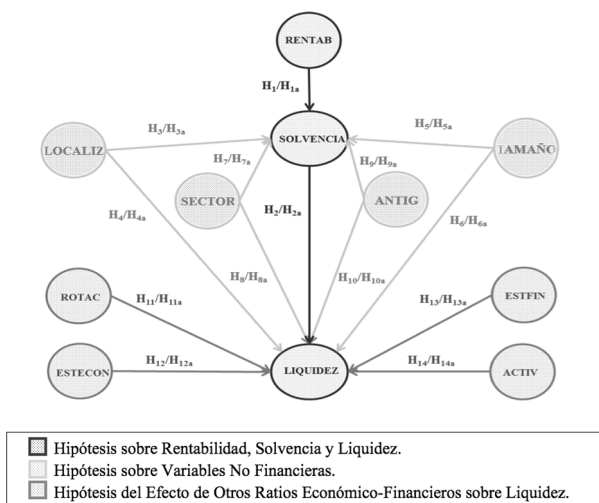 RENTAB
H1/H1a
H3/H3a
H5/H5a
LOCALIZ
SOLVENCIA
TAMAÑO
H7/H7a
H9/H9a
SECTOR
ANTIG
H2/H2a
H4/H4a
H6/H6a
H8/H8a
H10/H10a
ROTAC
H11/H11a
H13/H13a
ESTFIN
ESTECON
H12/H12a
LIQUIDEZ
H14/H14a
ACTIV
Hipótesis sobre Rentabilidad, Solvencia y Liquidez.
Hipótesis sobre Variables No Financieras.
Hipótesis del Efecto de Otros Ratios Económico-Financieros sobre Liquidez.